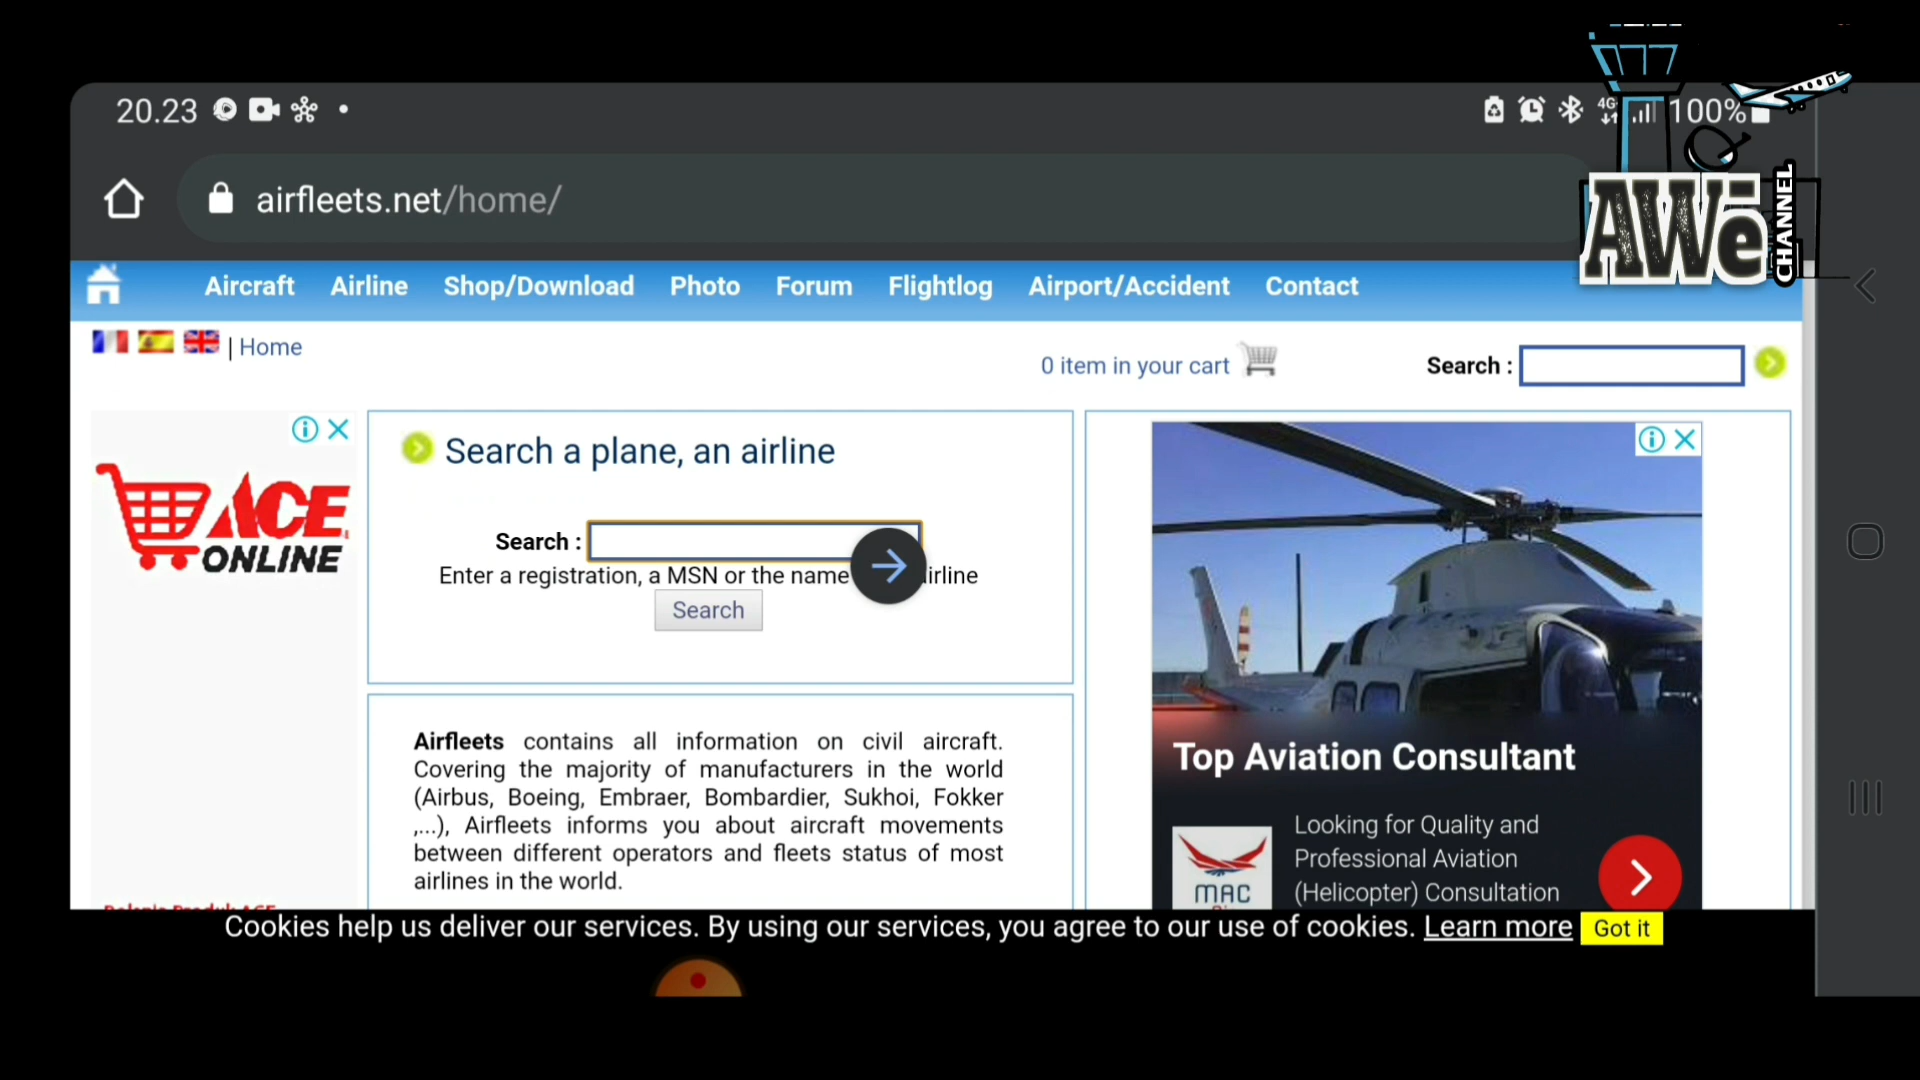 20.23
4G
100%
airfleets.net/home/
AWe
CHANNEL
Aircraft Airline Shop/Download Photo Forum Flightlog Airport/Accident Contact
| Home
0 item in your cart
Search :
ACE
ONLINE
Search a plane, an airline
Search :
Enter a registration, a MSN or the name irline
Search
Airfleets contains all information on civil aircraft.
Covering the majority of manufacturers in the world
(Airbus, Boeing, Embraer, Bombardier, Sukhoi, Fokker
,...), Airfleets informs you about aircraft movements
between different operators and fleets status of most
airlines in the world.
Top Aviation Consultant
Looking for Quality and
Professional Aviation
(Helicopter) Consultation
MAC
Cookies help us deliver our services. By using our services, you agree to our use of cookies. Learn more Got it